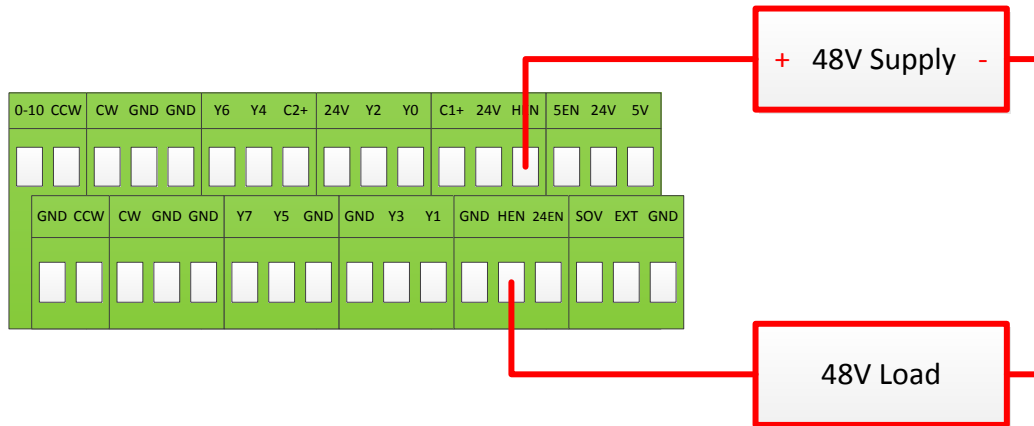 + 48V Supply -
0-10 CCW CW GND GND Y6 Y4 C2+ 24V Y2 Y0 C1+ 24V HEN 5EN 24V 5V
GND CCW CW GND GND Y7 Y5 GND GND Y3 Y1 GND HEN 24EN SOV EXT GND
48V Load